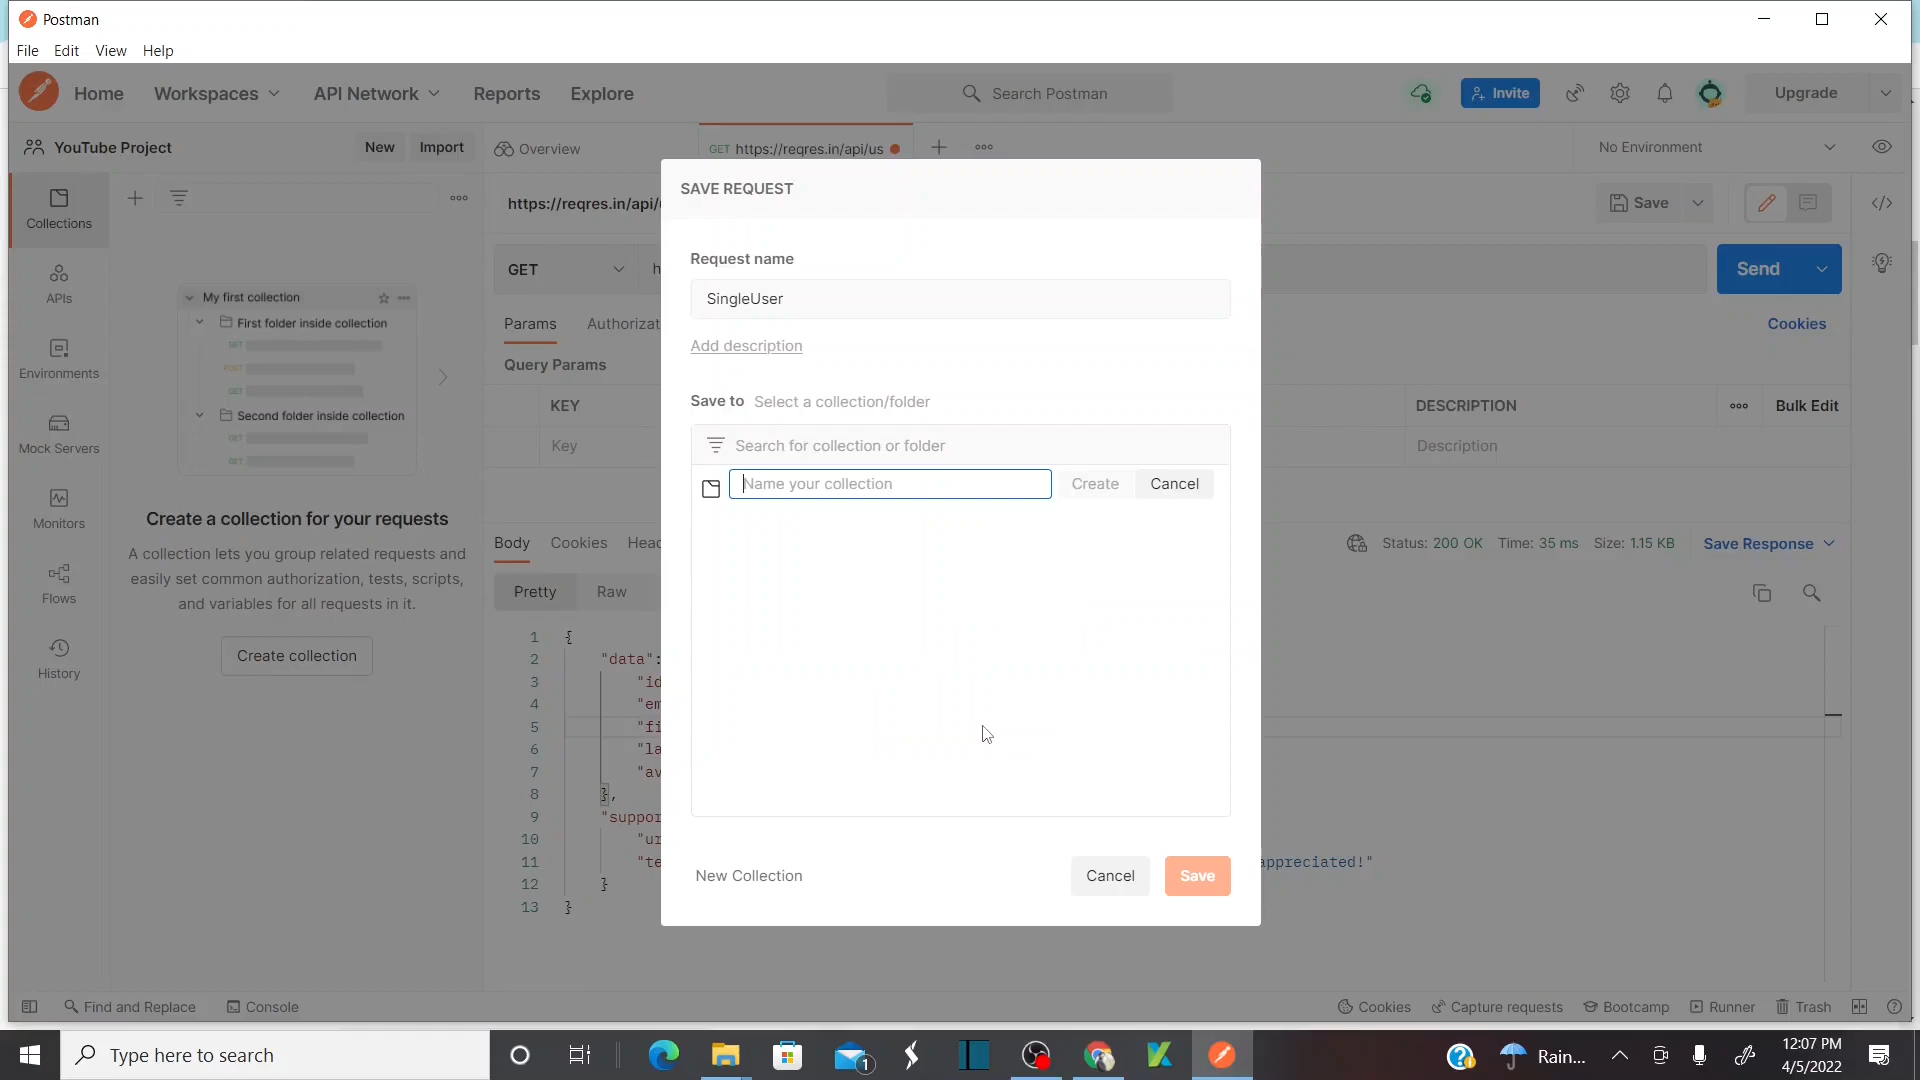 Postman
File Edit View Help
Home Workspaces API Network Reports Explore Search Postman Invite Upgrade
YouTube Project New Import Overview GET https://reqres.in/api/us No Environment
Collections
APIs
Environments
Mock Servers
Monitors
Flows
History
My first collection
First folder inside collection
GET
POST
GET
Second folder inside collection
GET
GET
Create a collection for your requests
A collection lets you group related requests and
easily set common authorization, tests, scripts,
and variables for all requests in it.
Create collection
https://reqres.in/api/ Save
GET h Send
Params Authorizat Cookies
Query Params
KEY DESCRIPTION Bulk Edit
Key Description
SAVE REQUEST
Request name
SingleUser
Add description
Save to Select a collection/folder
Search for collection or folder
Name your collection Create Cancel
New Collection Cancel Save
Body Cookies Head Status: 200 OK Time: 35 ms Size: 1.15 KB Save Response
Pretty Raw
1 {
2 "data":
3 "id
4 "em
5 "fi
6 "la
7 "av
8 },
9 "suppor
10 "ur
11 "te appreciated!"
12 }
13 }
Find and Replace Console Cookies Capture requests Bootcamp Runner Trash
Type here to search 1 Rain... 12:07 PM
4/5/2022